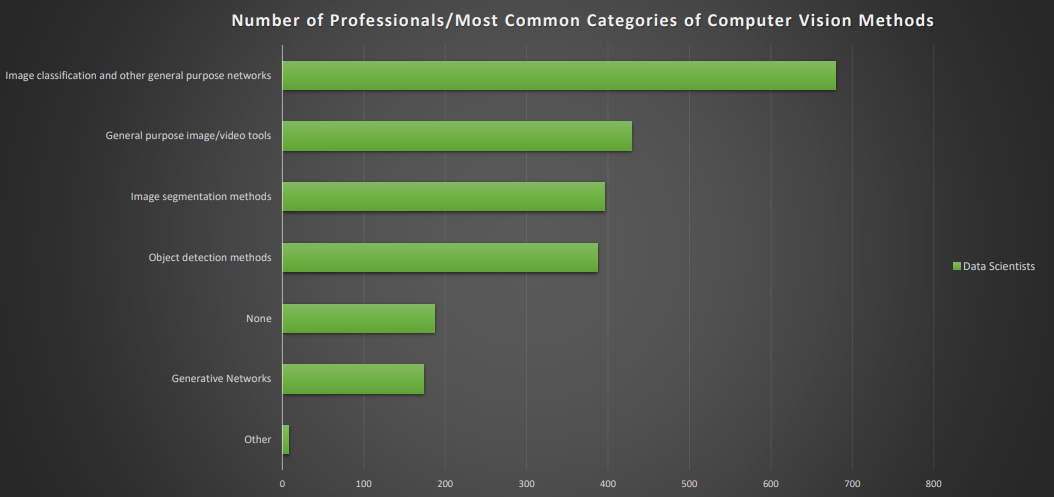 Number of Professionals/Most Common Categories of Computer Vision Methods
Image classification and other general purpose networks
General purpose image/video tools
Image segmentation methods
Object detection methods
Data Scientists
None
Generative Networks
Other
0 100 200 300 400 500 600 700 800